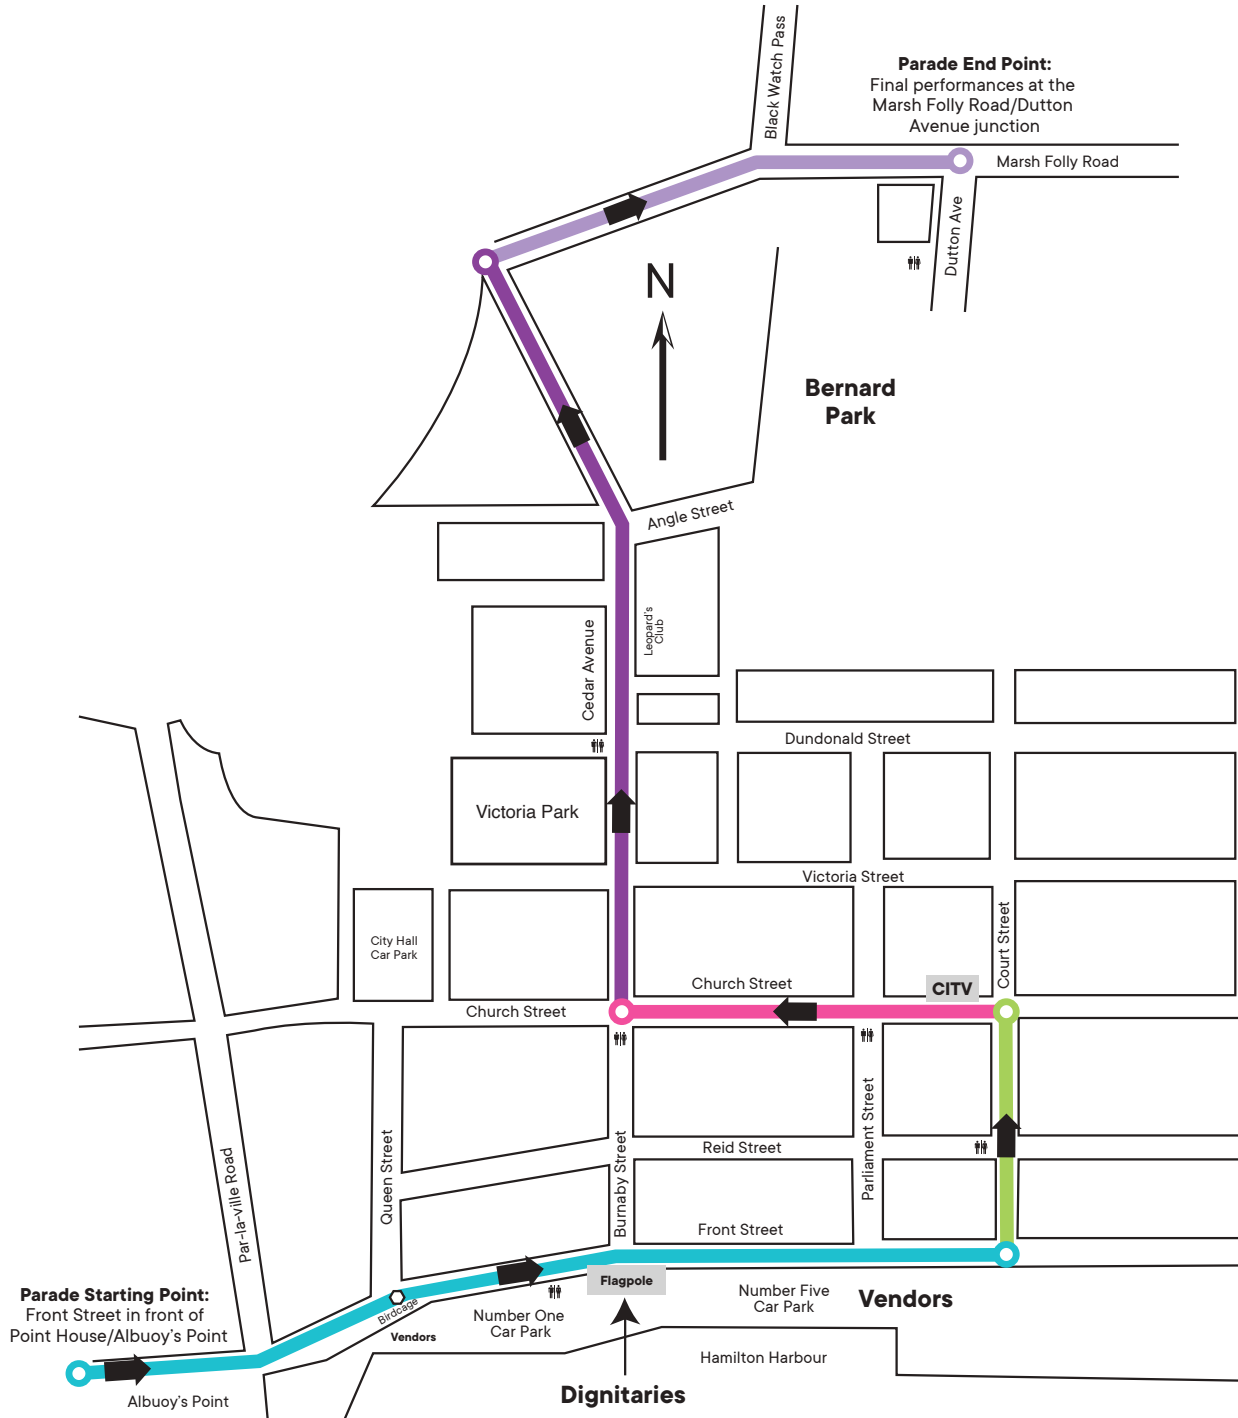 Black Watch Pass
Parade End Point:
Final performances at the
Marsh Folly Road/Dutton
Avenue junction
Marsh Folly Road
Dutton Ave
N
Bernard
Park
Angle Street
Leopard's
Club
Cedar Avenue
Dundonald Street
Victoria Park
Victoria Street
City Hall
Car Park
Court Street
Church Street
CITV
Church Street
Parliament Street
Reid Street
Burnaby Street
Queen Street
Par-la-ville Road
Front Street
Parade Starting Point:
Front Street in front of
Point House/Albuoy's Point
Birdcage
Flagpole
Number Five
Car Park
Vendors
Number One
Car Park
Vendors
Hamilton Harbour
Dignitaries
Albuoy's Point